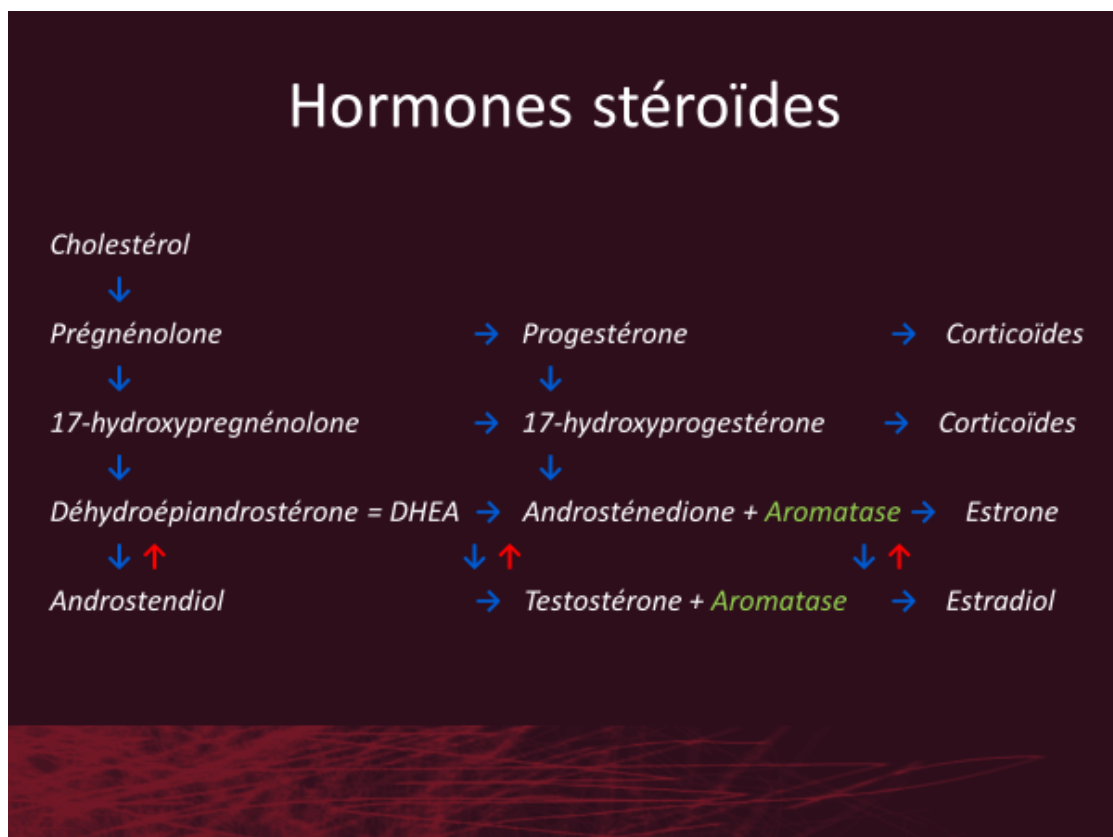 Hormones stéroïdes
Cholestérol
↓
Prégnénolone → Progestérone → Corticoïdes
↓ ↓
17-hydroxypregnénolone → 17-hydroxyprogestérone → Corticoïdes
↓ ↓
Déhydroépiandrostérone = DHEA → Androsténedione + Aromatase → Estrone
↓ ↑ ↓ ↑ ↓ ↑
Androstendiol → Testostérone + Aromatase → Estradiol